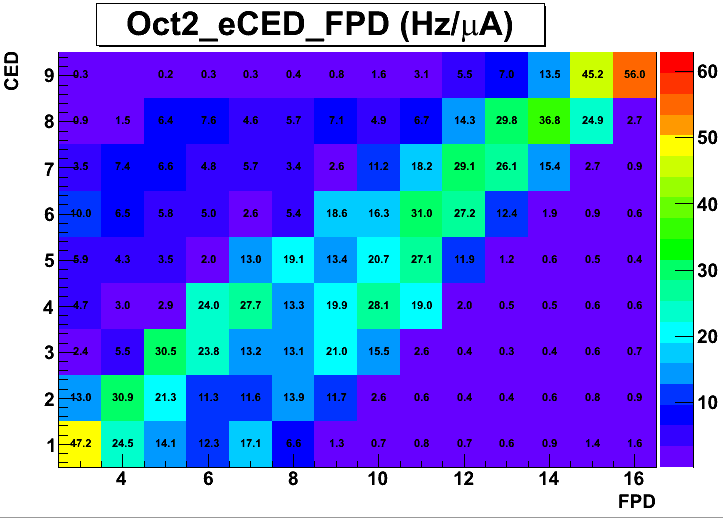 Oct2_eCED_FPD (Hz/μA)
CED
9 0.3 0.2 0.3 0.3 0.4 0.8 1.6 3.1 5.5 7.0 13.5 45.2 56.0
8 0.9 1.5 6.4 7.6 4.6 5.7 7.1 4.9 6.7 14.3 29.8 36.8 24.9 2.7
7 3.5 7.4 6.6 4.8 5.7 3.4 2.6 11.2 18.2 29.1 26.1 15.4 2.7 0.9
6 10.0 6.5 5.8 5.0 2.6 5.4 18.6 16.3 31.0 27.2 12.4 1.9 0.9 0.6
5 4.3 3.5 2.0 13.0 19.1 13.4 20.7 27.1 11.9 1.2 0.6 0.5 0.4
4 4.7 3.0 2.9 24.0 27.7 13.3 19.9 28.1 19.0 2.0 0.5 0.5 0.6 0.6
3 2.4 5.5 30.5 23.8 13.2 13.1 21.0 15.5 2.6 0.4 0.3 0.4 0.6 0.7
2 13.0 30.9 21.3 11.3 11.6 13.9 11.7 2.6 0.6 0.4 0.4 0.6 0.8 0.9
1 47.2 24.5 14.1 12.3 17.1 6.8 1.3 0.7 0.8 0.7 0.6 0.9 1.4 1.6
4 6 8 10 12 14 16
FPD
60
50
40
30
20
10